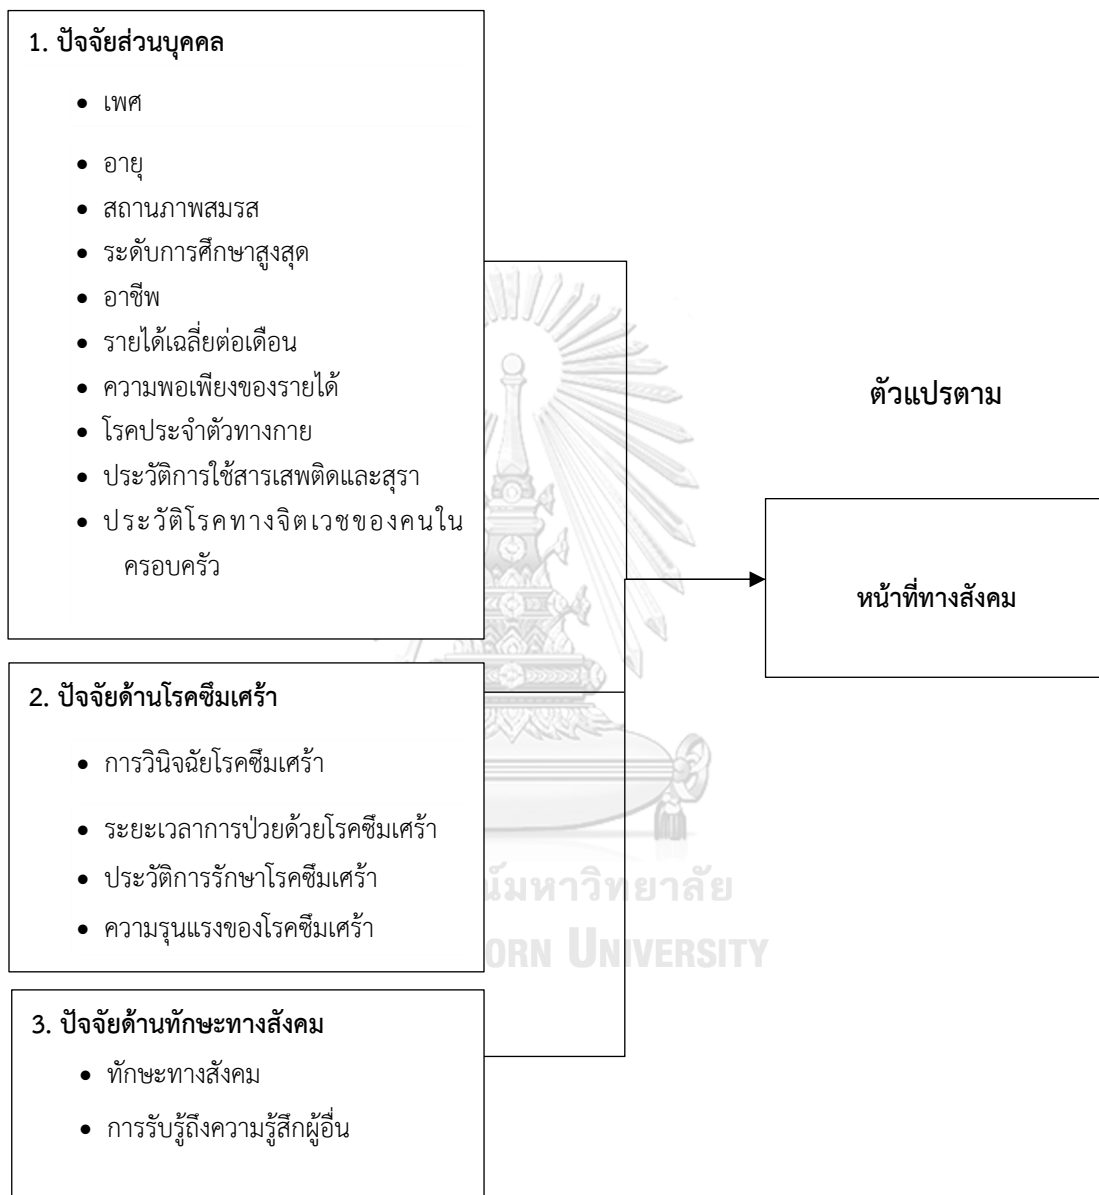 1. ปัจจัยส่วนบุคคล
• เพศ
• อายุ
• สถานภาพสมรส
• ระดับการศึกษาสูงสุด
• อาชีพ
• รายได้เฉลี่ยต่อเดือน
• ความพอเพียงของรายได้
• โรคประจำตัวทางกาย
• ประวัติการใช้สารเสพติดและสุรา
• ประวัติโรคทางจิตเวชของคนใน
ครอบครัว
ตัวแปรตาม
หน้าที่ทางสังคม
2. ปัจจัยด้านโรคซึมเศร้า
• การวินิจฉัยโรคซึมเศร้า
• ระยะเวลาการป่วยด้วยโรคซึมเศร้า
• ประวัติการรักษาโรคซึมเศร้า
• ความรุนแรงของโรคซึมเศร้า
มหาวิทยาลัย
ORN UNIVERSITY
3. ปัจจัยด้านทักษะทางสังคม
• ทักษะทางสังคม
• การรับรู้ถึงความรู้สึกผู้อื่น